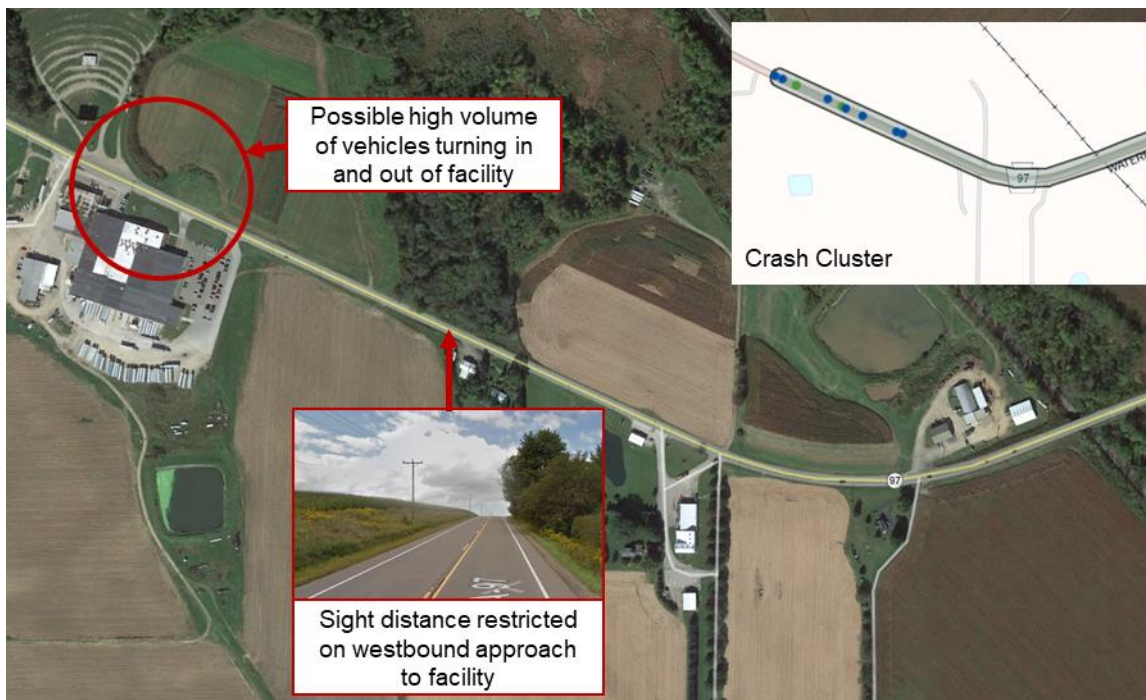 Possible high volume
of vehicles turning in
and out of facility
97
Crash Cluster
97
Sight distance restricted
on westbound approach
to facility